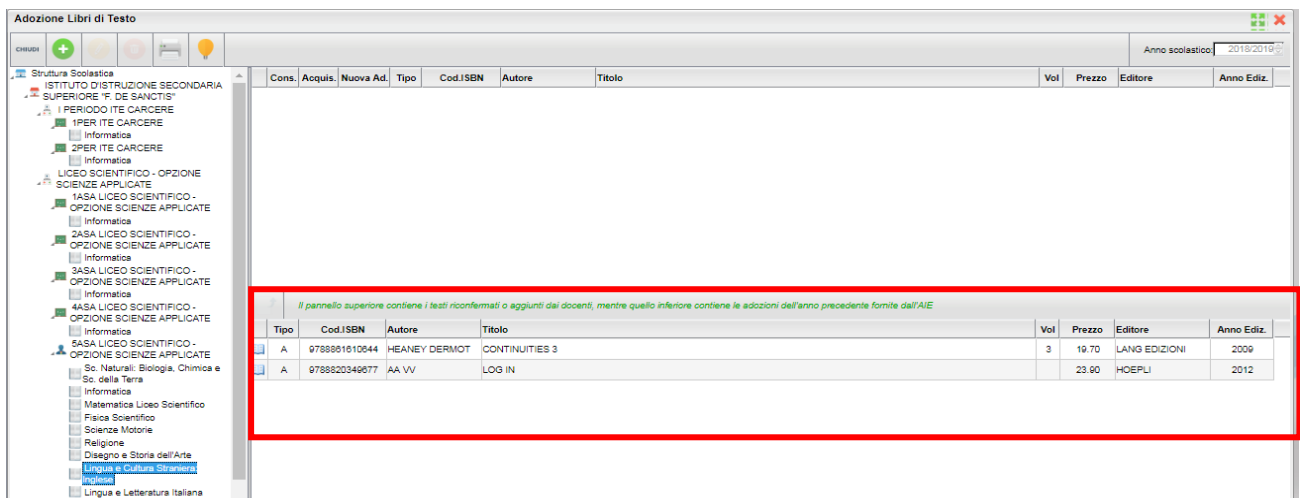 Adozione Libri di Testo
CHIUDI
Anno scolastico: 2018/2019
Struttura Scolastica
ISTITUTO D'ISTRUZIONE SECONDARIA
SUPERIORE "F. DE SANCTIS"
I PERIODO ITE CARCERE
1PER ITE CARCERE
Informatica
2PER ITE CARCERE
Informatica
LICEO SCIENTIFICO - OPZIONE
SCIENZE APPLICATE
1ASA LICEO SCIENTIFICO -
OPZIONE SCIENZE APPLICATE
Informatica
2ASA LICEO SCIENTIFICO -
OPZIONE SCIENZE APPLICATE
Informatica
3ASA LICEO SCIENTIFICO -
OPZIONE SCIENZE APPLICATE
Informatica
4ASA LICEO SCIENTIFICO -
OPZIONE SCIENZE APPLICATE
Informatica
5ASA LICEO SCIENTIFICO -
OPZIONE SCIENZE APPLICATE
Sc. Naturali: Biologia, Chimica e
Sc. della Terra
Informatica
Matematica Liceo Scientifico
Fisica Scientifico
Scienze Motorie
Religione
Disegno e Storia dell'Arte
Lingua e Cultura Straniera:
Inglese
Lingua e Letteratura Italiana
Cons. Acquis. Nuova Ad. Tipo Cod.ISBN Autore Titolo Vol Prezzo Editore Anno Ediz.
Il pannello superiore contiene i testi riconfermati o aggiunti dai docenti, mentre quello inferiore contiene le adozioni dell'anno precedente fornite dall'AIE
Tipo Cod.ISBN Autore Titolo Vol Prezzo Editore Anno Ediz.
A 9788861610644 HEANEY DERMOT CONTINUITIES 3 3 19.70 LANG EDIZIONI 2009
A 9788820349677 AA VV LOG IN 23.90 HOEPLI 2012